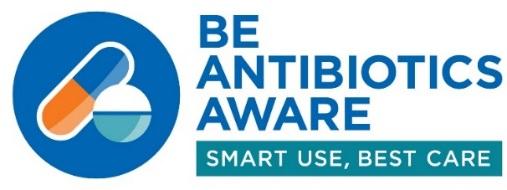 BE
ANTIBIOTICS
AWARE
SMART USE, BEST CARE